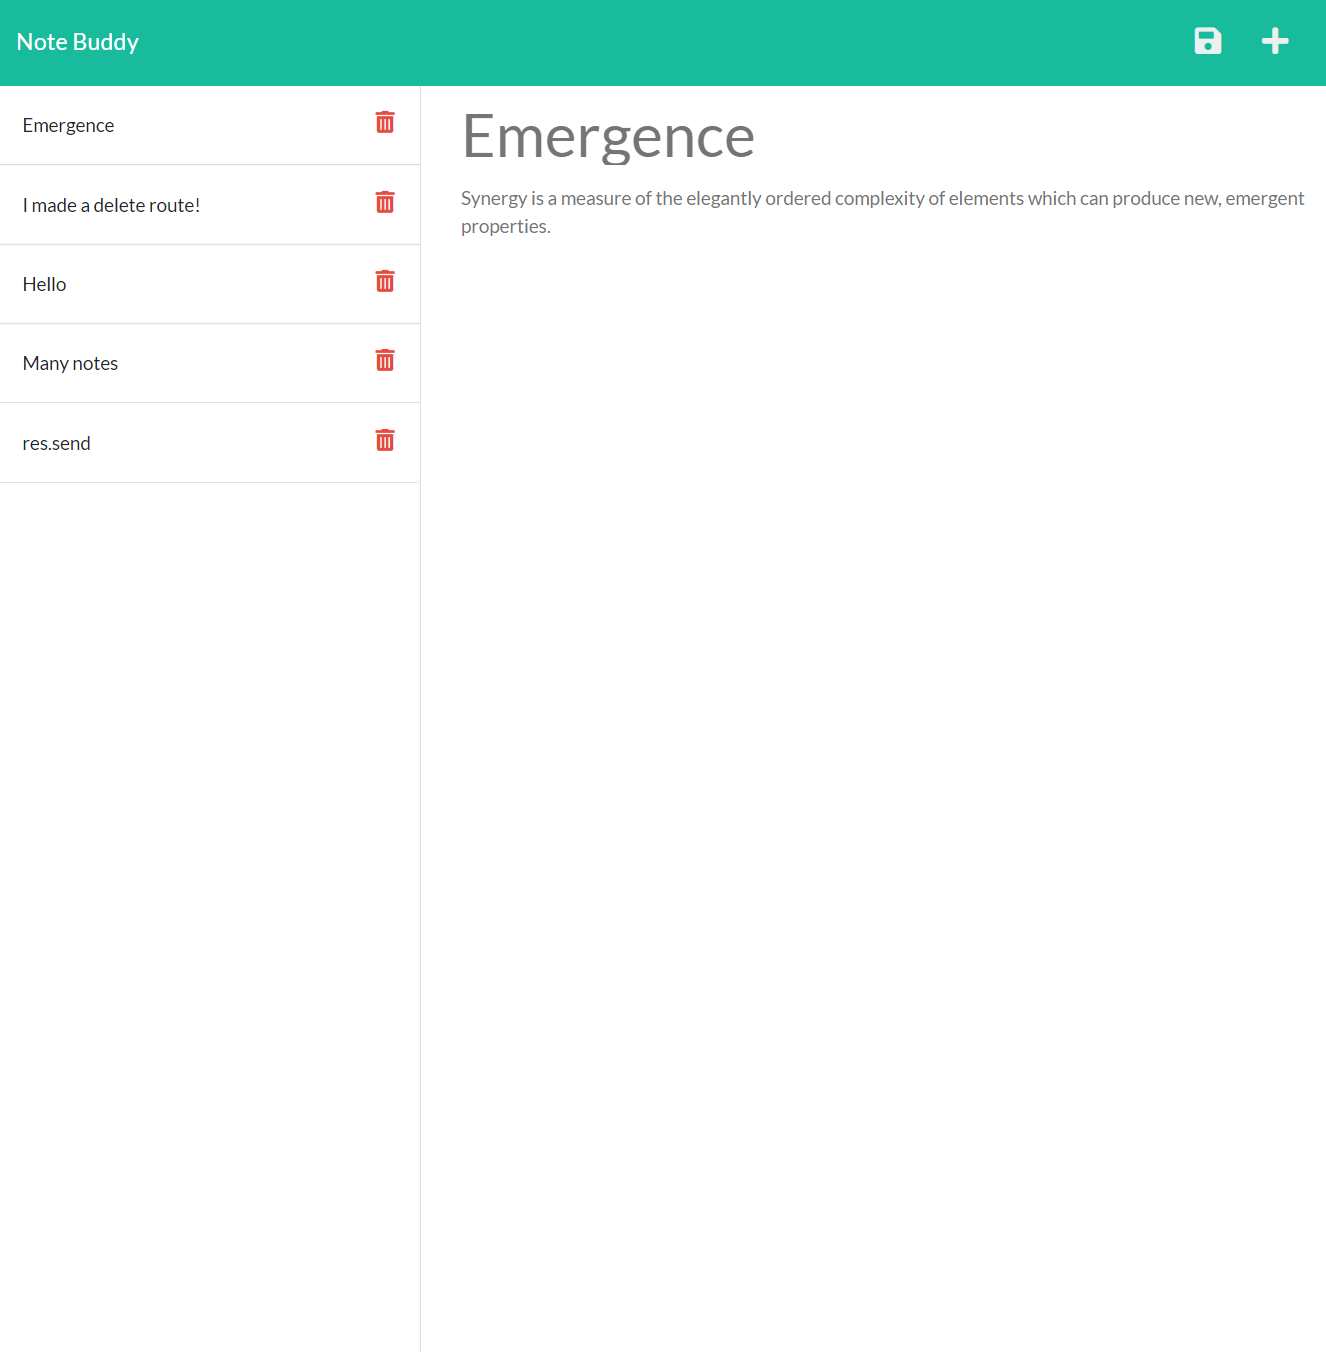 Note Buddy
Emergence
I made a delete route!
Hello
Many notes
res.send
Emergence
Synergy is a measure of the elegantly ordered complexity of elements which can produce new, emergent
properties.